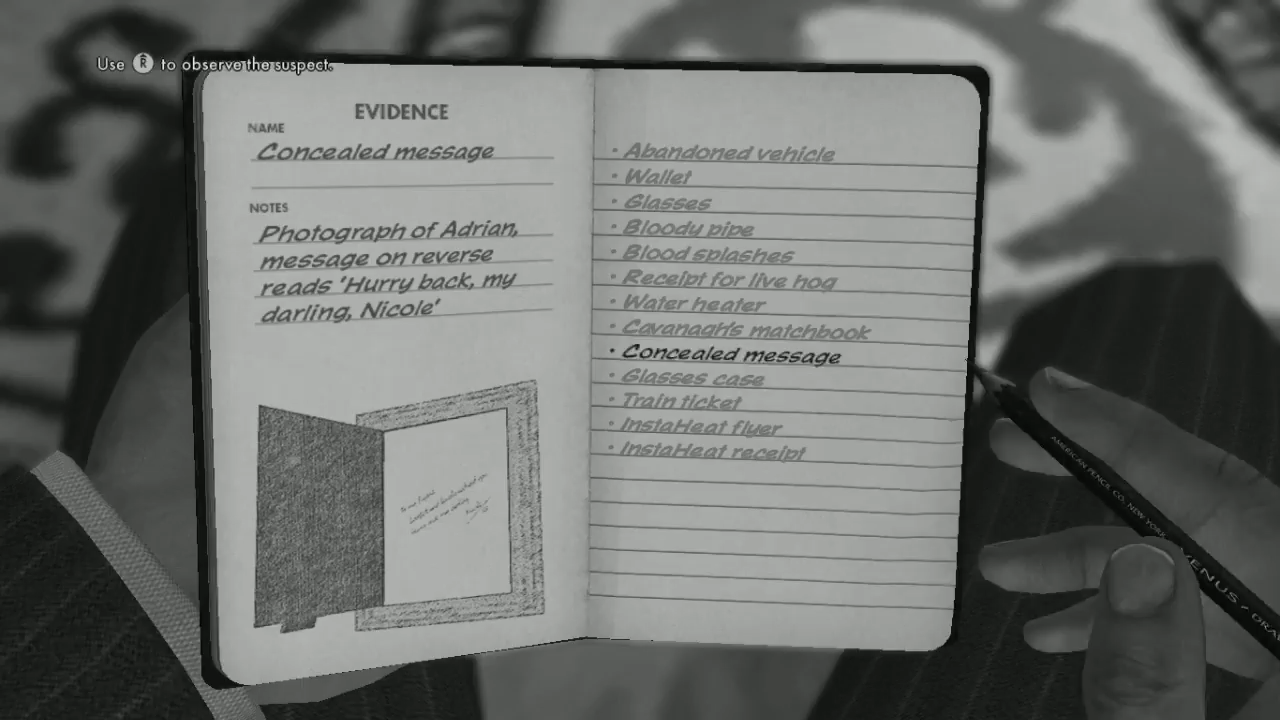 Use R to observe the suspect.
EVIDENCE
NAME
Concealed message
NOTES
Photograph of Adrian,
message on reverse
reads 'Hurry back, my
darling, Nicole'
• Abandoned vehicle
• Wallet
• Glasses
• Bloody pipe
• Blood splashes
• Receipt for live hog
• Water heater
• Cavanagh's matchbook
• Concealed message
• Glasses case
• Train ticket
• InstaHeat flyer
• InstaHeat receipt
AMERICAN PENCIL CO. NEW YORK
VENUS